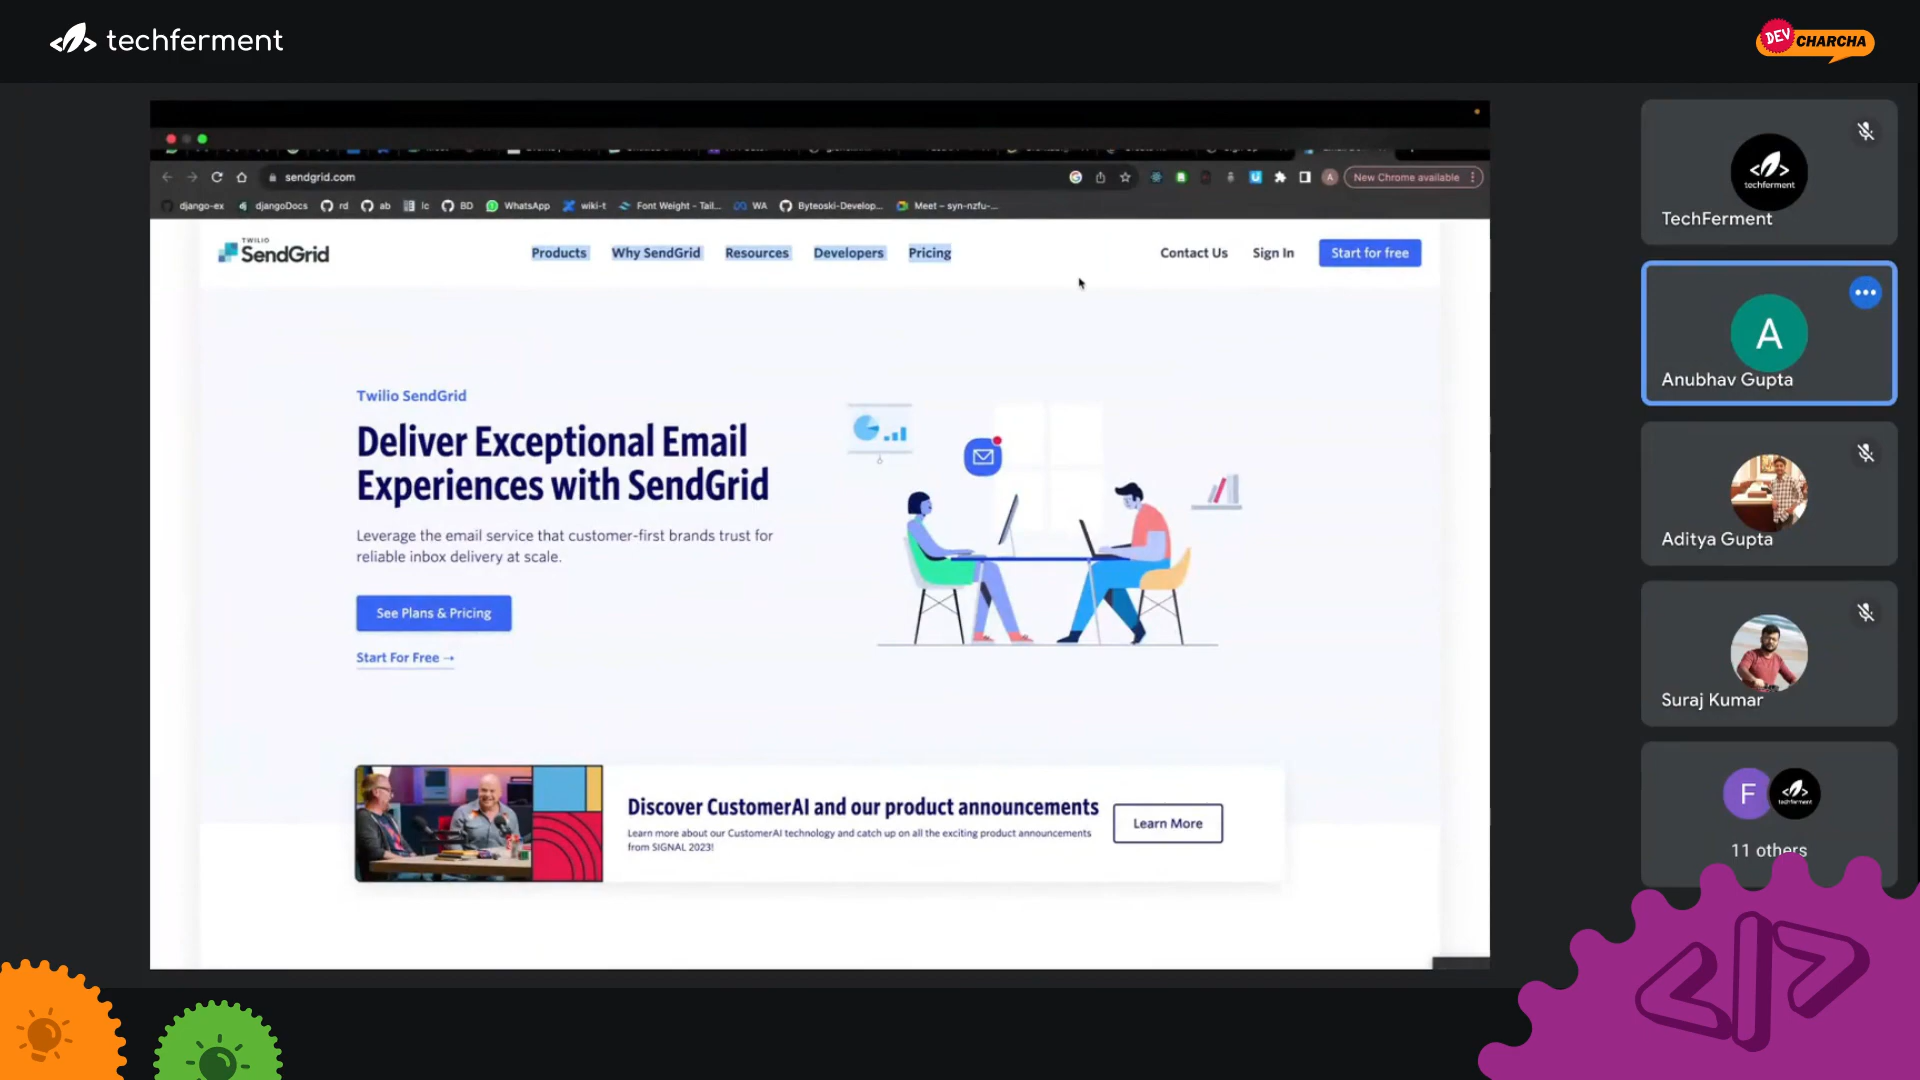 techferment
DEV CHARCHA
sendgrid.com
New Chrome available
django-ex
djangoDocs
rd
ab
lc
BD
WhatsApp
wiki-t
Font Weight - Tail...
WA
Byteoski-Develop...
Meet – syn-nzfu-...
TWILIO
SendGrid
Products
Why SendGrid
Resources
Developers
Pricing
Contact Us
Sign In
Start for free
Twilio SendGrid
Deliver Exceptional Email
Experiences with SendGrid
Leverage the email service that customer-first brands trust for
reliable inbox delivery at scale.
See Plans & Pricing
Start For Free →
Discover CustomerAI and our product announcements
Learn more about our CustomerAI technology and catch up on all the exciting product announcements
from SIGNAL 2023!
Learn More
techferment
TechFerment
A
Anubhav Gupta
Aditya Gupta
Suraj Kumar
F
techferment
11 others